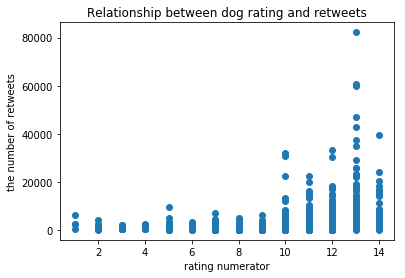 Relationship between dog rating and retweets
the number of retweets
80000
60000
40000
20000
0
2 4 6 8 10 12 14
rating numerator